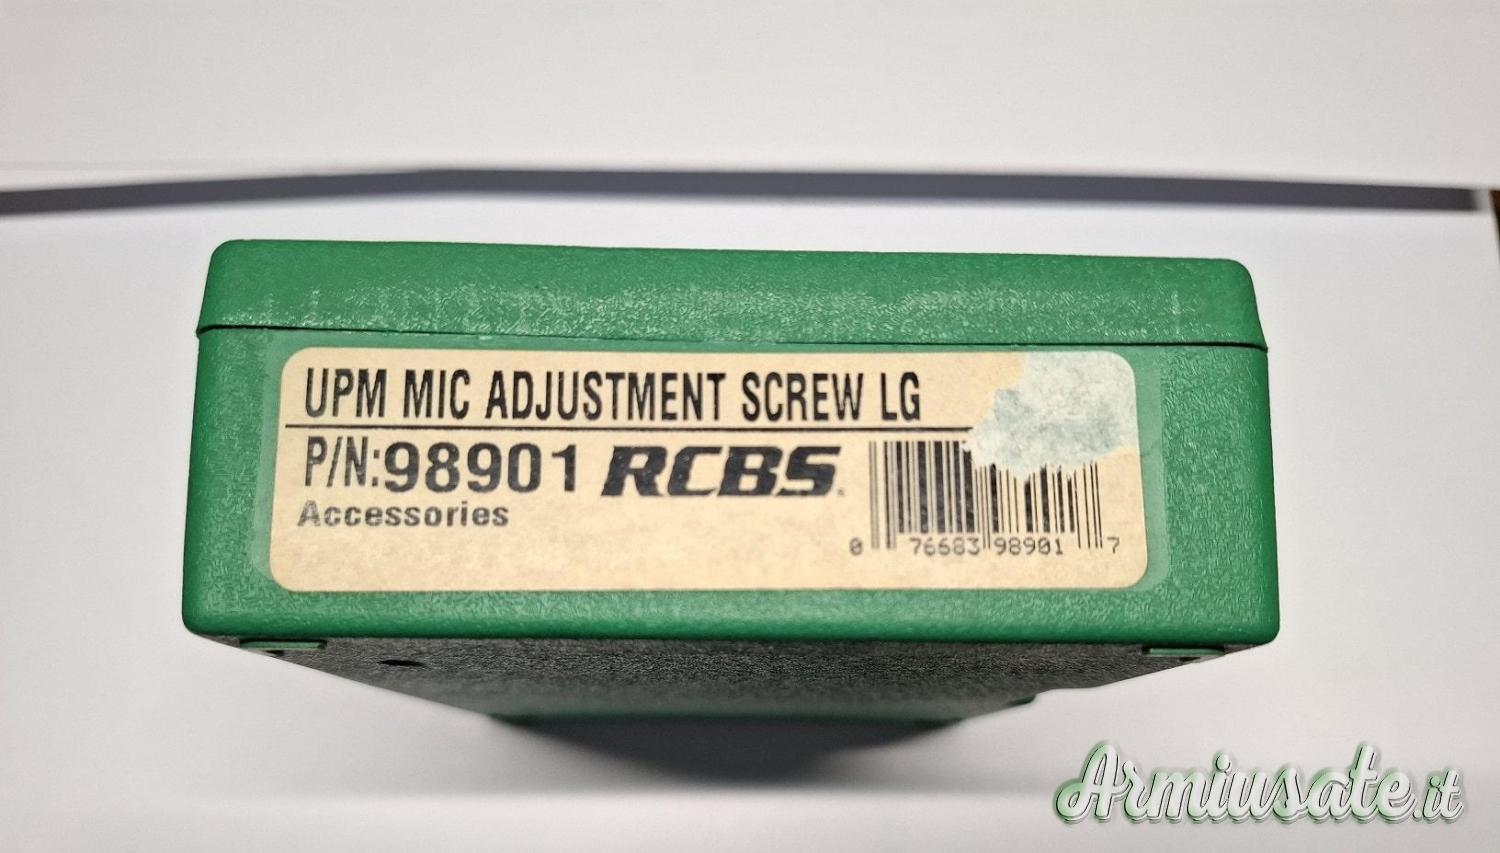 UPM MIC ADJUSTMENT SCREW LG
P/N:98901 RCBS
Accessories
0 76683 98901 7
Armiusate.it